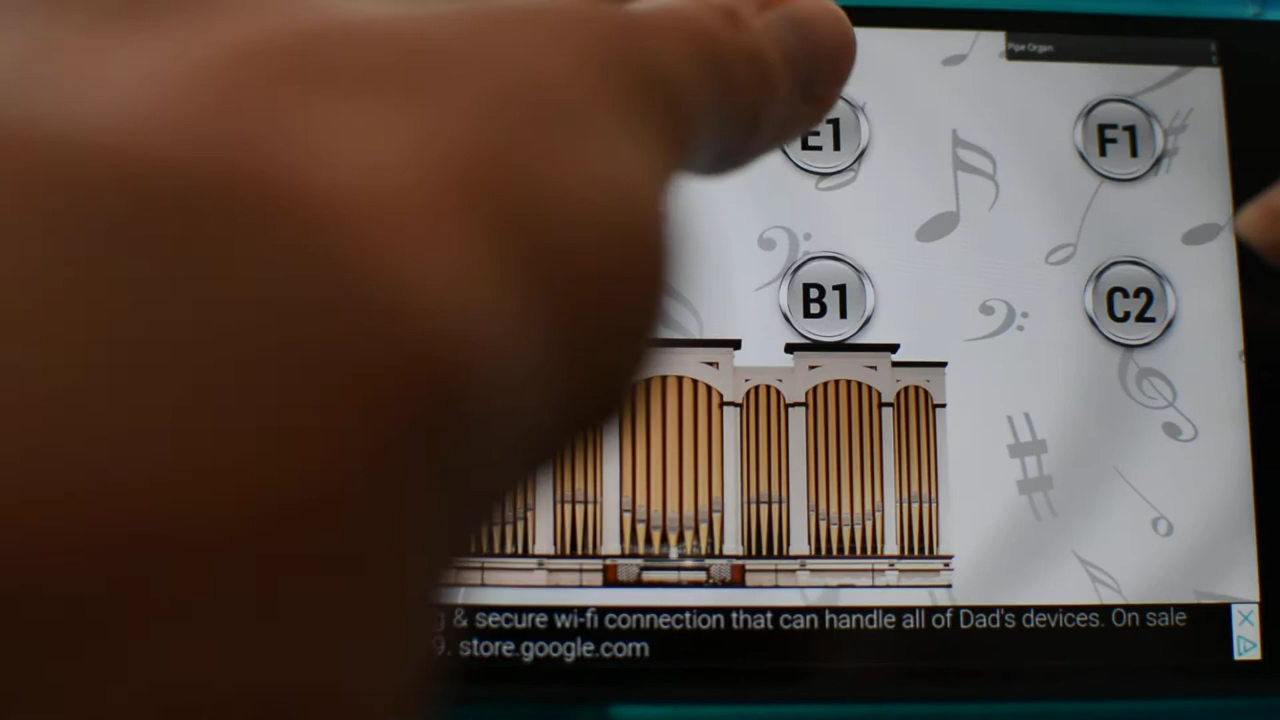 Pipe Organ
E1
F1
B1
C2
& secure wi-fi connection that can handle all of Dad's devices. On sale
9. store.google.com